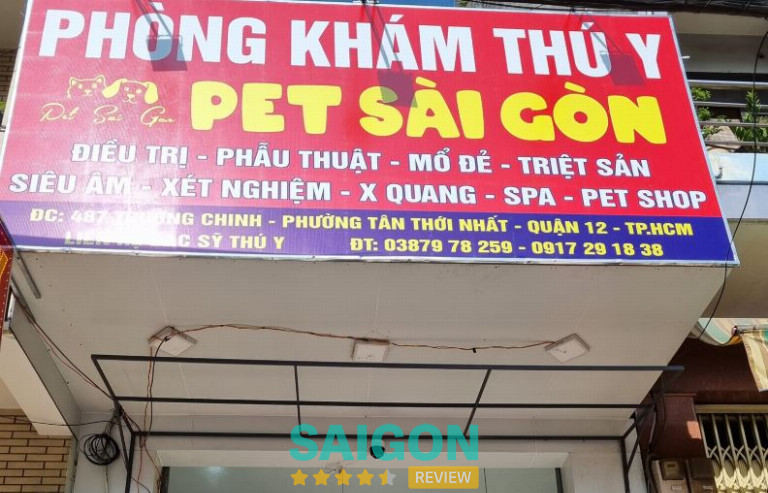 PHÒNG KHÁM THÚ Y
Pet Sài Gòn
PET SÀI GÒN
ĐIỀU TRỊ - PHẪU THUẬT - MỔ ĐẺ - TRIỆT SẢN
SIÊU ÂM - XÉT NGHIỆM - X QUANG - SPA - PET SHOP
ĐC: 487 TRƯỜNG CHINH - PHƯỜNG TÂN THỚI NHẤT - QUẬN 12 - TP.HCM
SỸ THÚ Y ĐT: 03879 78 259 - 0917 29 18 38
SAIGON
REVIEW